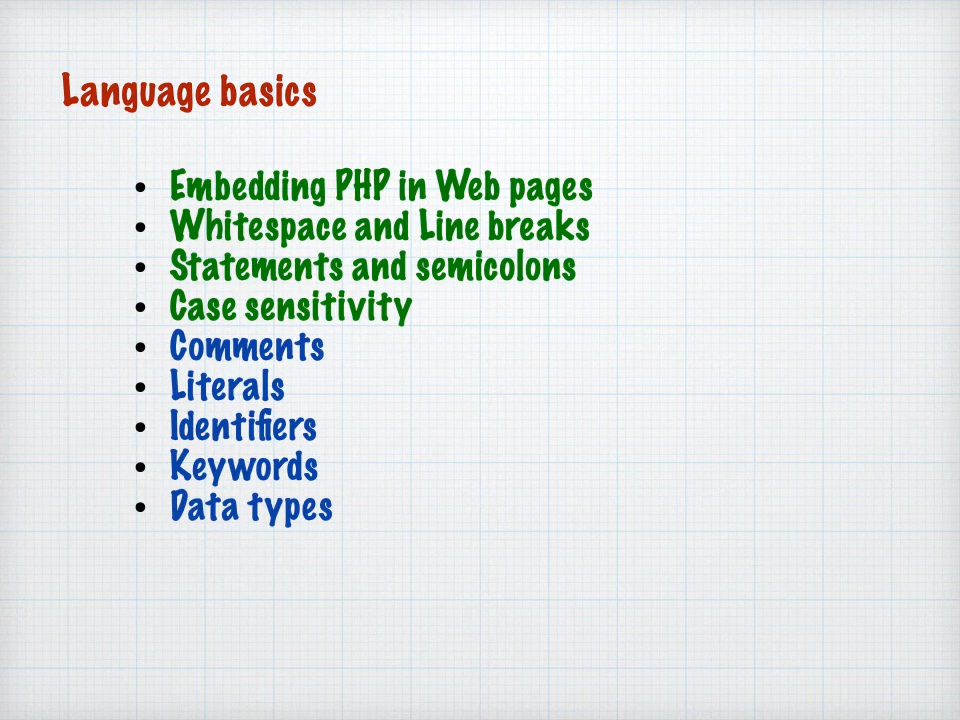 Language basics
• Embedding PHP in Web pages
• Whitespace and Line breaks
• Statements and semicolons
• Case sensitivity
• Comments
• Literals
• Identifiers
• Keywords
• Data types